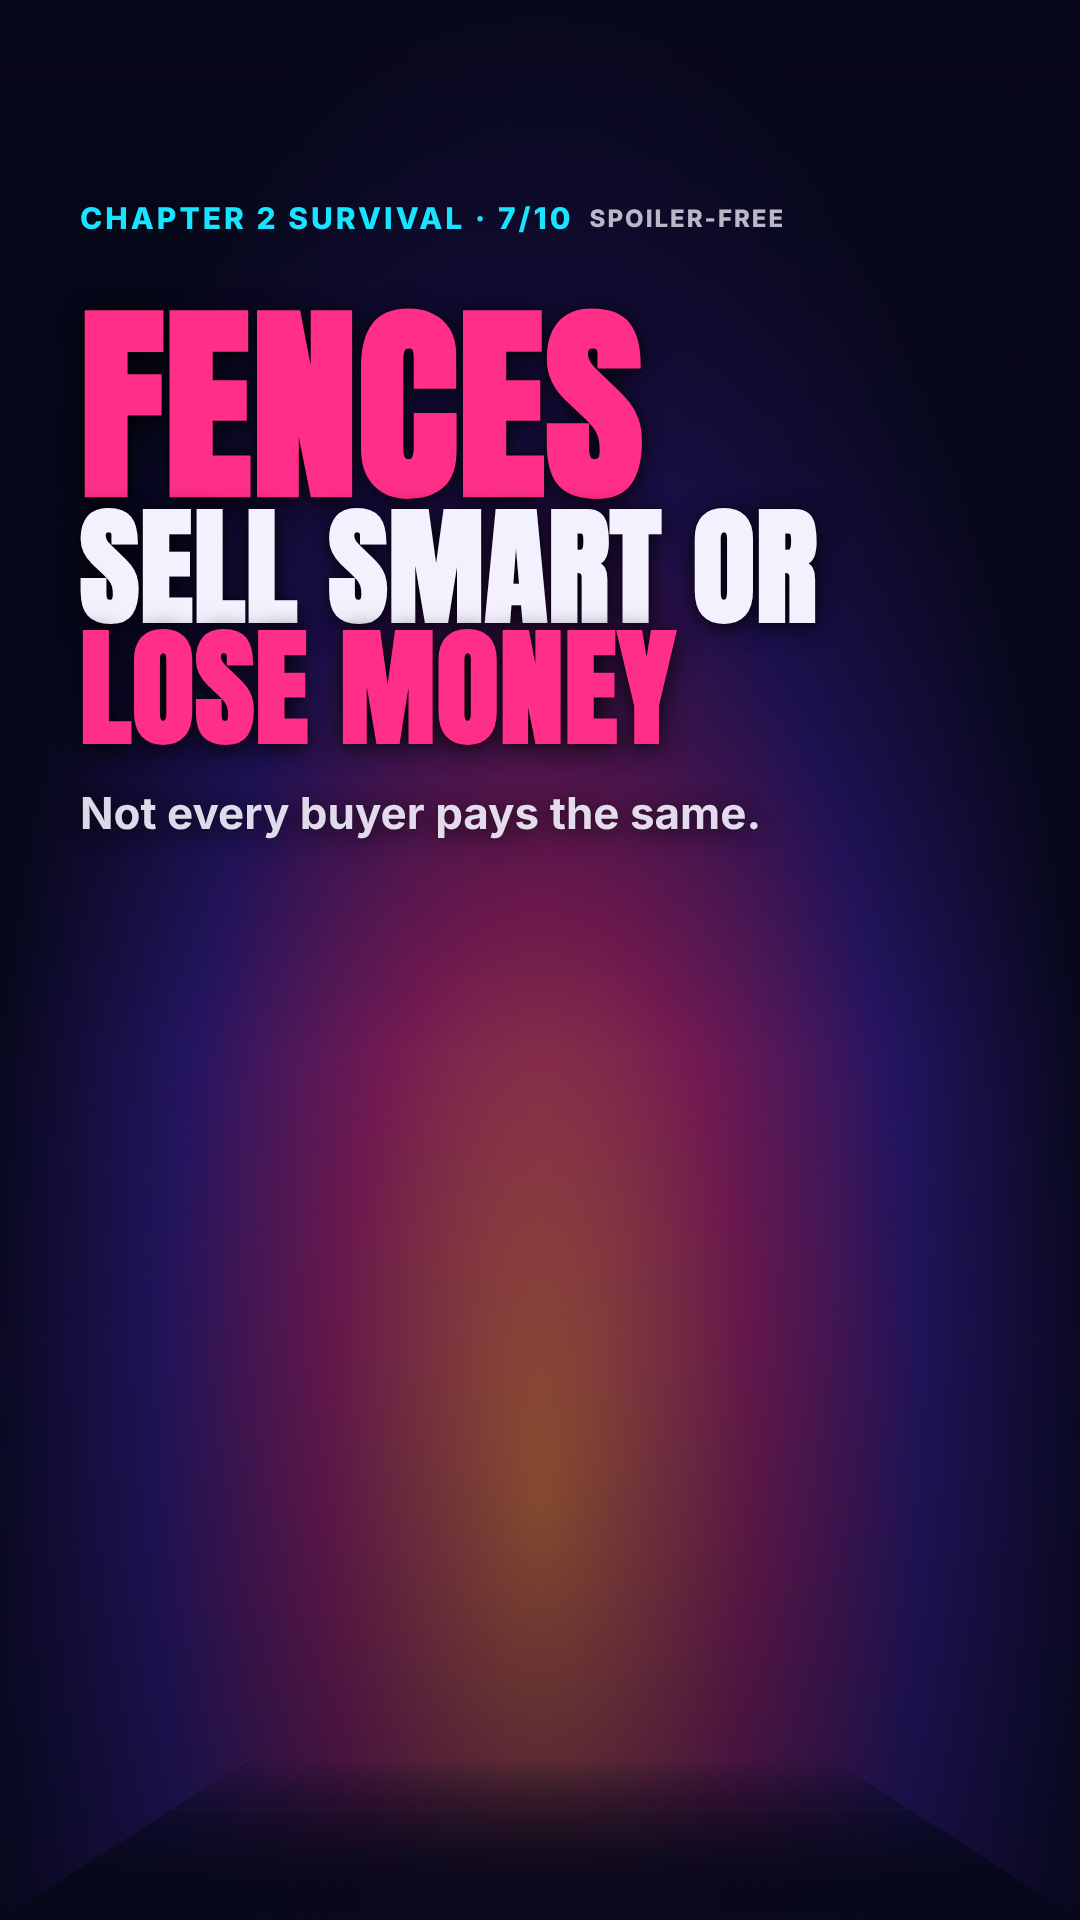 CHAPTER 2 SURVIVAL · 7/10 SPOILER-FREE
FENCES
SELL SMART OR
LOSE MONEY
Not every buyer pays the same.